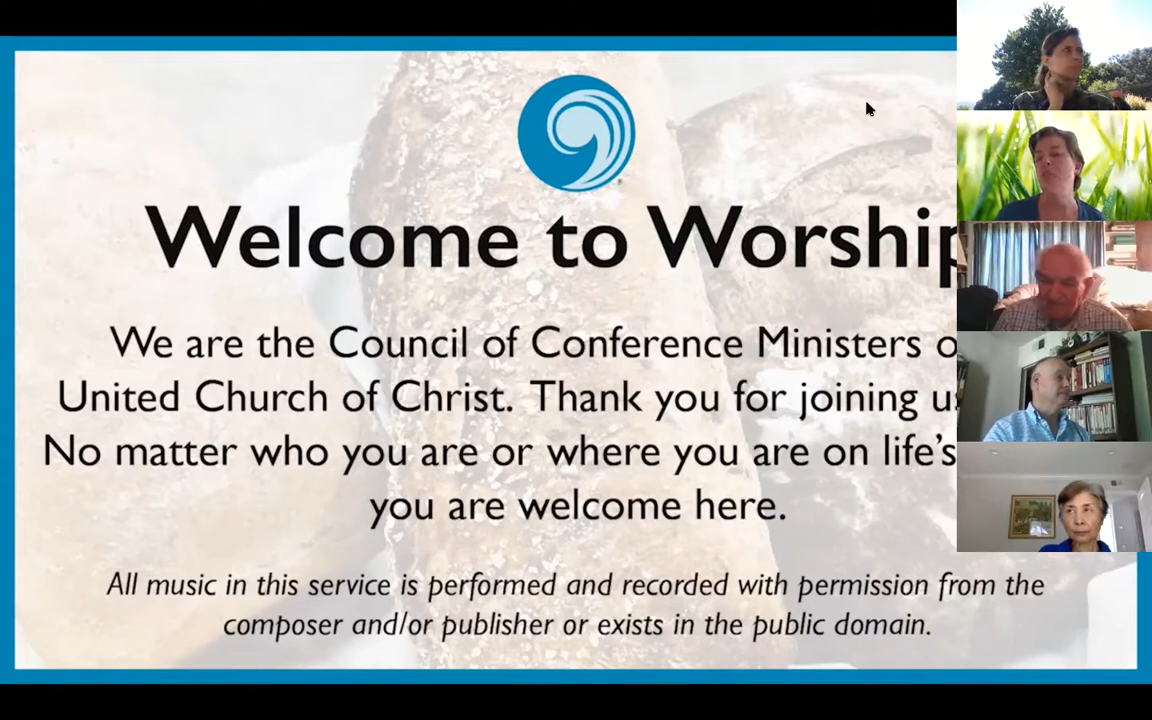 Welcome to Worship
We are the Council of Conference Ministers o
United Church of Christ. Thank you for joining u
No matter who you are or where you are on life's
you are welcome here.
All music in this service is performed and recorded with permission from the
composer and/or publisher or exists in the public domain.